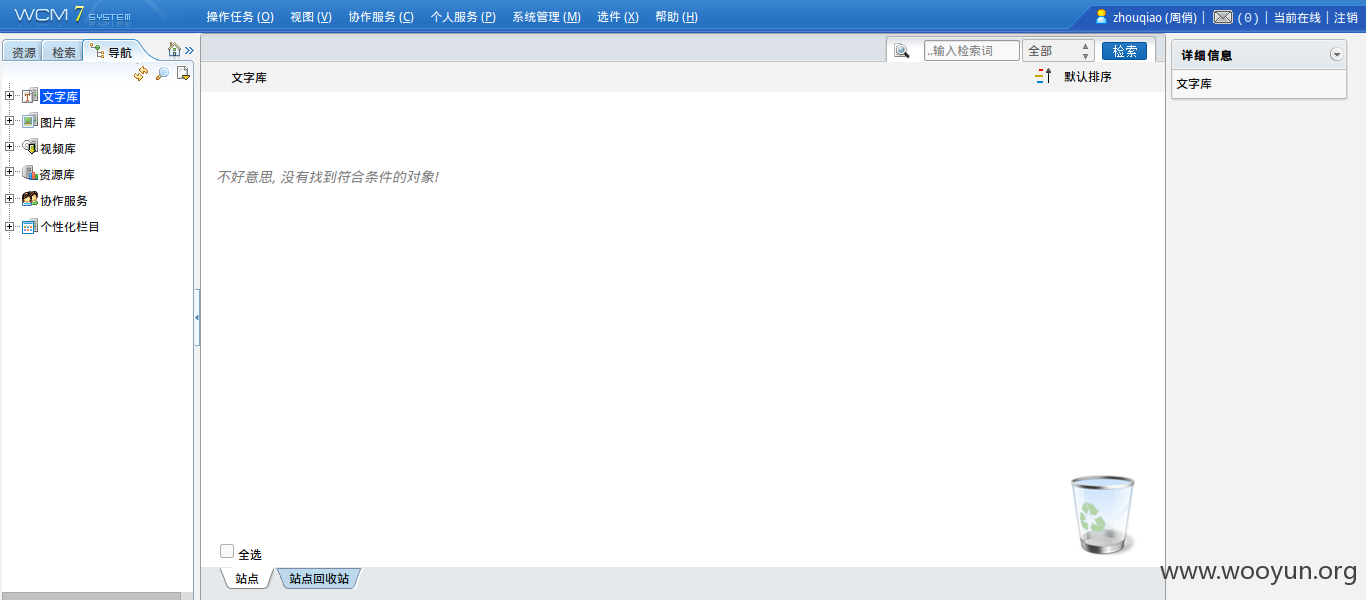 WCM 7 SYSTEM
操作任务 (O) 视图 (V) 协作服务 (C) 个人服务 (P) 系统管理 (M) 选件 (X) 帮助 (H)
zhouqiao (周俏) | (0) | 当前在线 | 注销
资源 检索 导航 »
..输入检索词 全部 检索
详细信息
文字库
文字库 默认排序
文字库
图片库
视频库
资源库
协作服务
个性化栏目
不好意思, 没有找到符合条件的对象!
全选
站点 站点回收站
www.wooyun.org